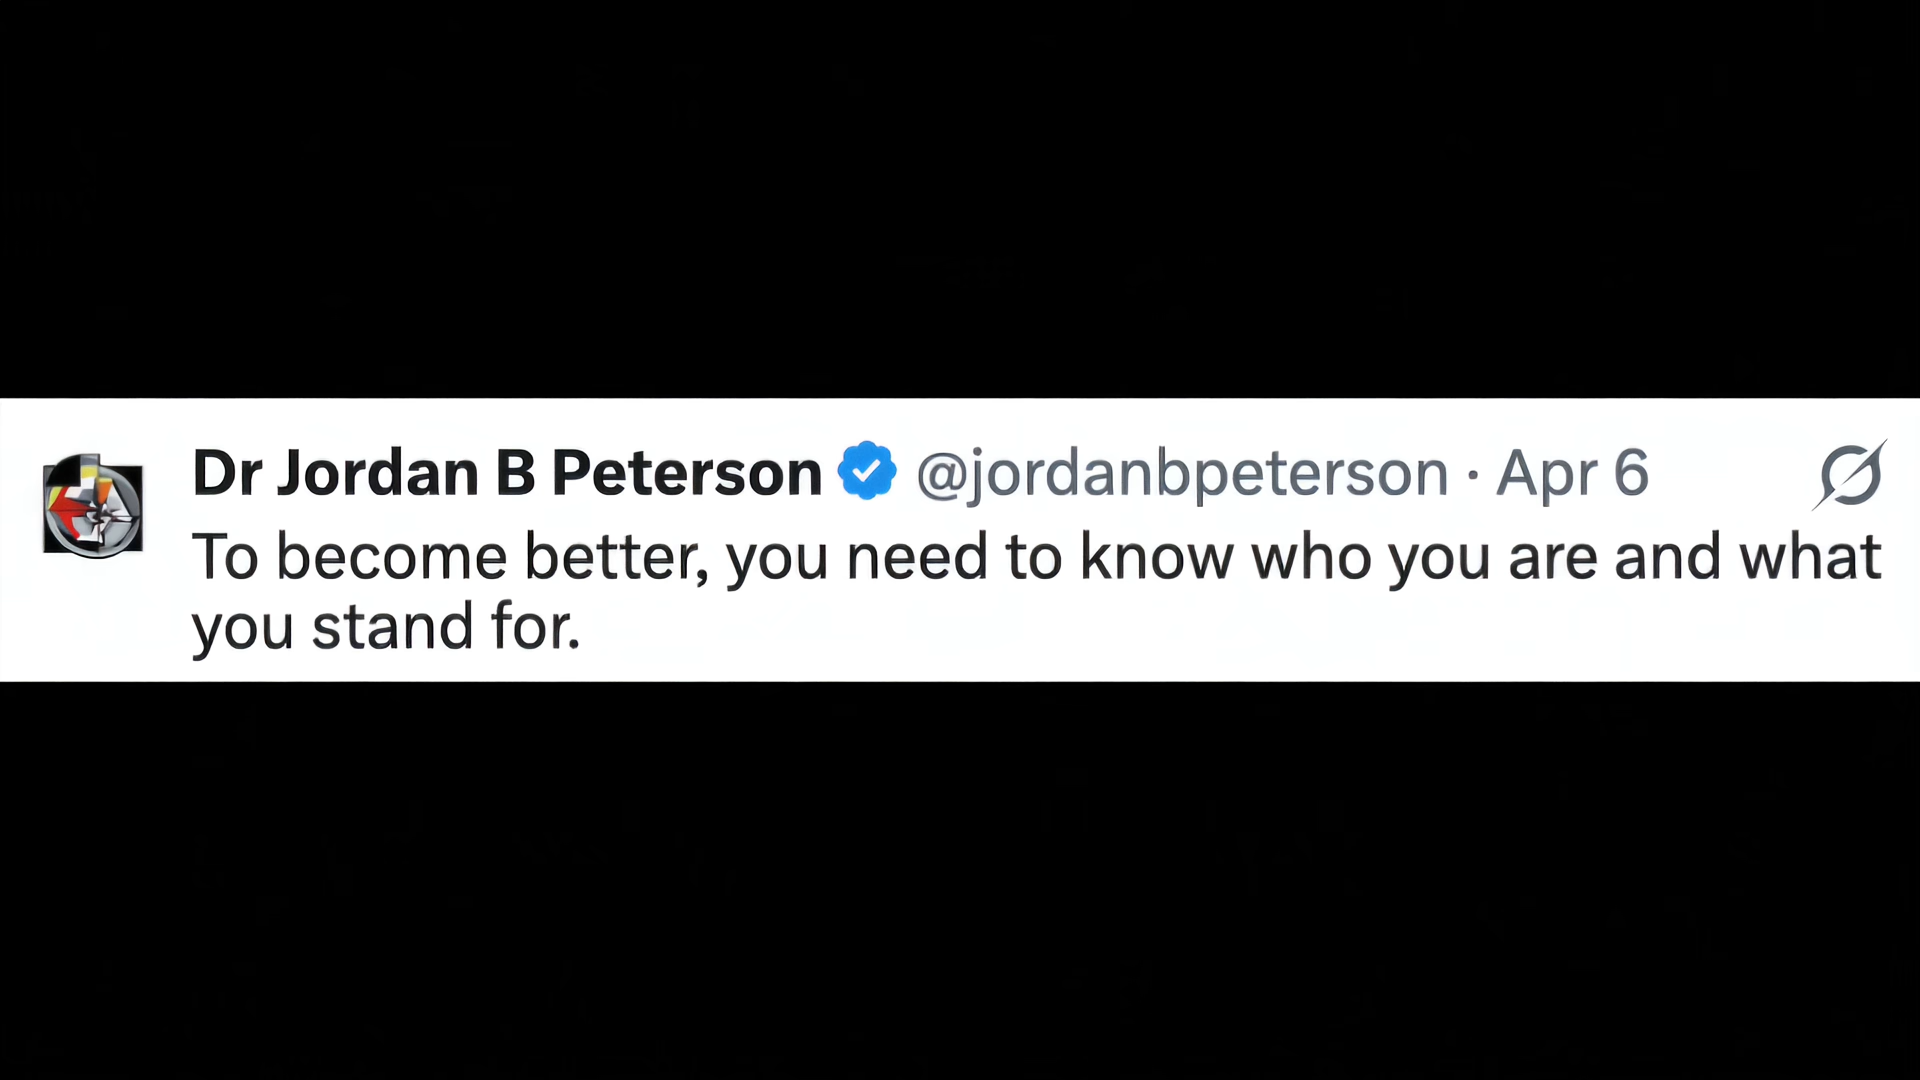 Dr Jordan B Peterson @jordanbpeterson · Apr 6
To become better, you need to know who you are and what
you stand for.